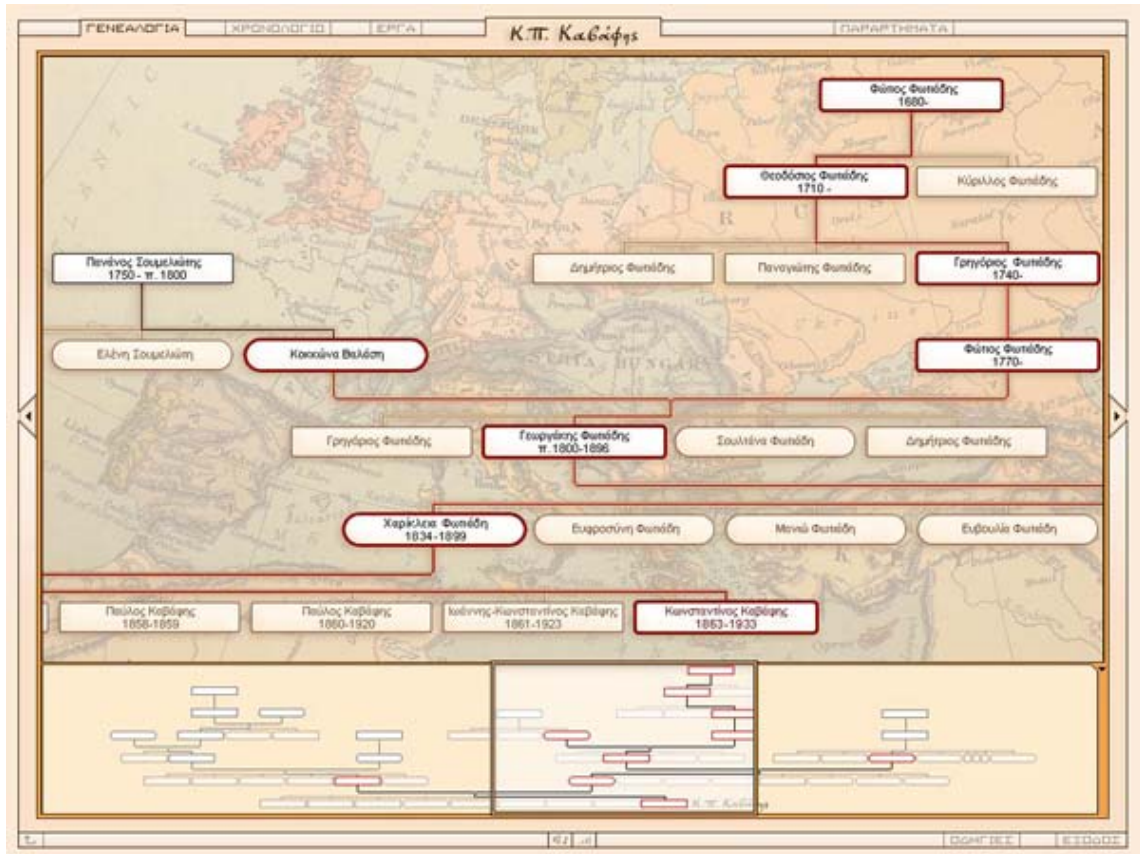 ΓΕΝΕΑΛΟΓΙΑ
ΧΡΟΝΟΛΟΓΙΟ
ΕΡΓΑ
Κ.Π. Καβάφης
ΠΑΡΑΡΤΗΜΑΤΑ
Φώτιος Φωτιάδης
1680-
Θεοδόσιος Φωτιάδης
1710 -
Κύριλλος Φωτιάδης
Πενένος Σουμελιώτης
1750 - π. 1800
Δημήτριος Φωτιάδης
Παναγιώτης Φωτιάδης
Γρηγόριος Φωτιάδης
1740-
Ελένη Σουμελιώτη
Κοκκώνα Βαλάση
Φώτιος Φωτιάδης
1770-
Γρηγόριος Φωτιάδης
Γεωργάκης Φωτιάδης
π. 1800-1896
Σουλτάνα Φωτιάδη
Δημήτριος Φωτιάδης
Χαρίκλεια Φωτιάδη
1834-1899
Ευφροσύνη Φωτιάδη
Μανιώ Φωτιάδη
Ευβουλία Φωτιάδη
Παύλος Καβάφης
1858-1859
Παύλος Καβάφης
1860-1920
Ιωάννης-Κωνσταντίνος Καβάφης
1861-1923
Κωνσταντίνος Καβάφης
1863-1933
Κ.Π. Καβάφης
ΟΔΗΓΙΕΣ
ΕΞΟΔΟΣ